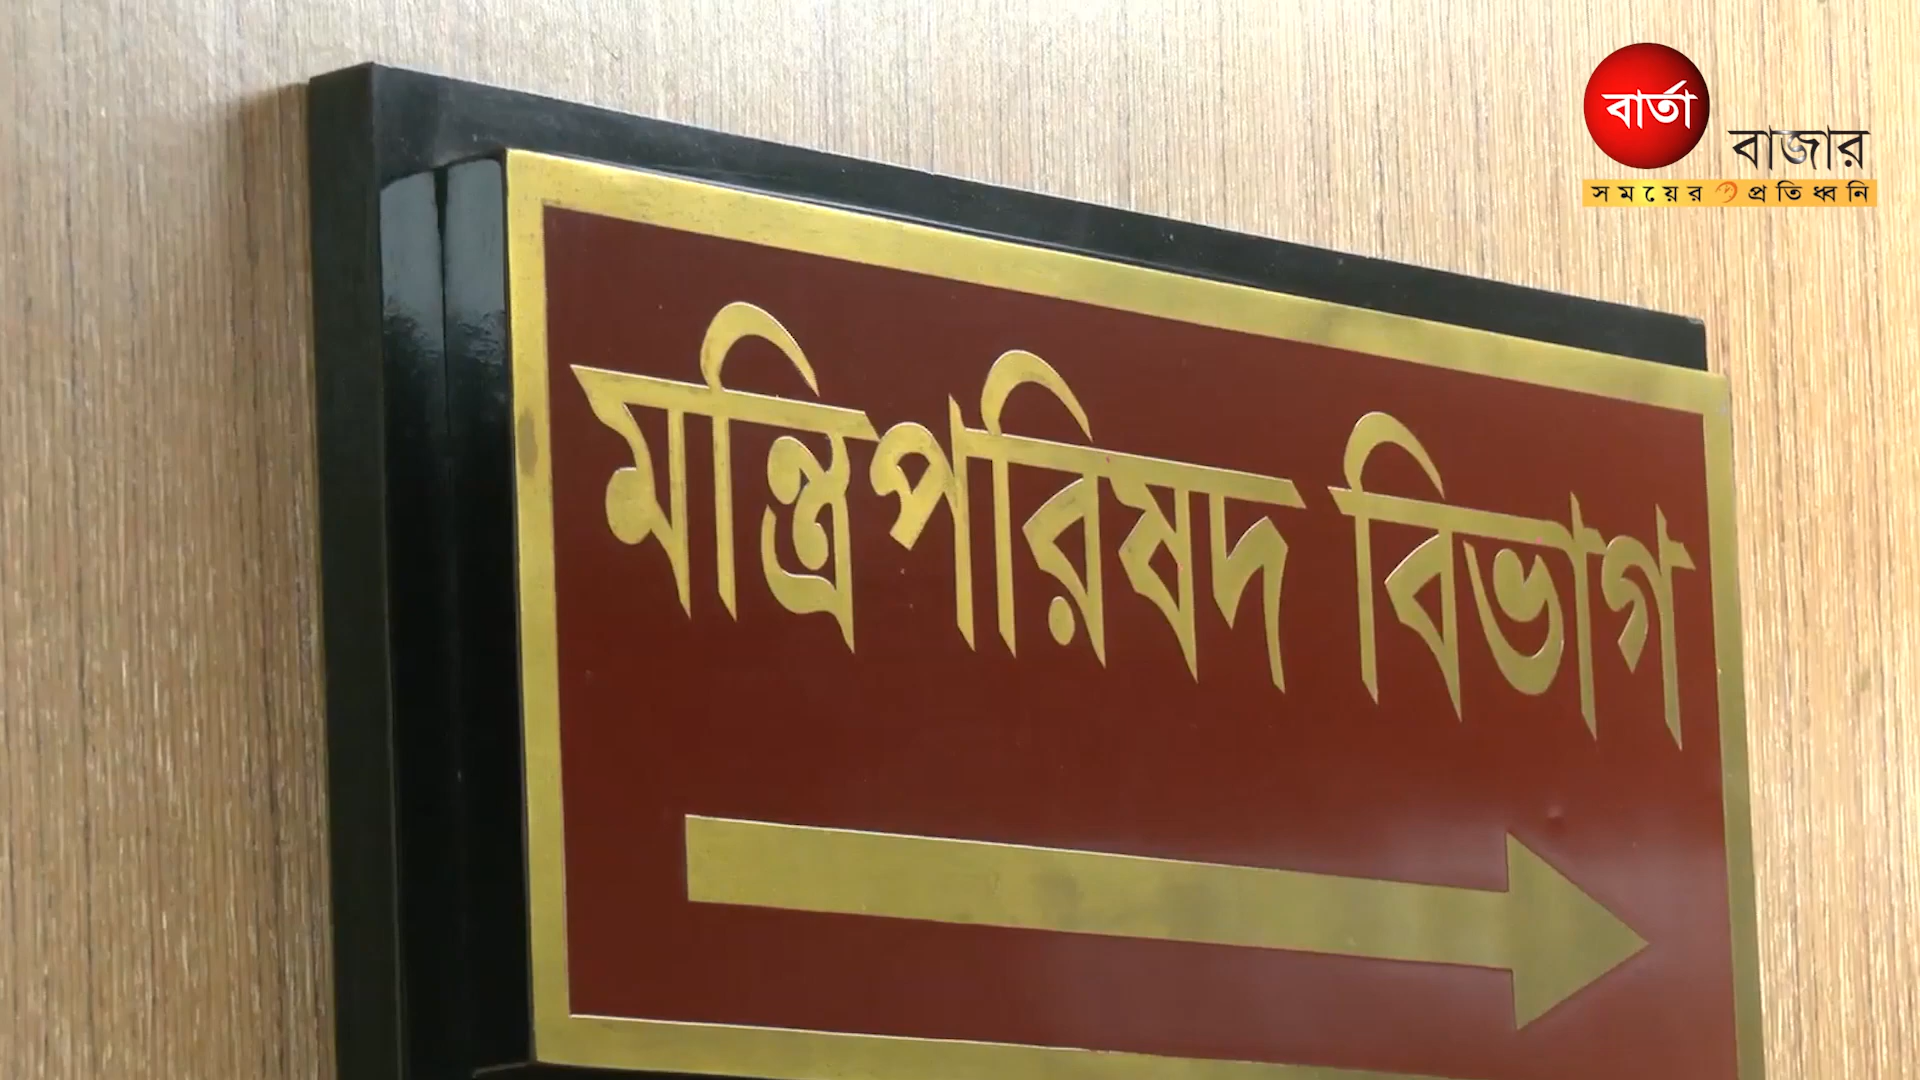 বার্তা
বাজার
সময়ের প্রতিধ্বনি
মন্ত্রিপরিষদ বিভাগ